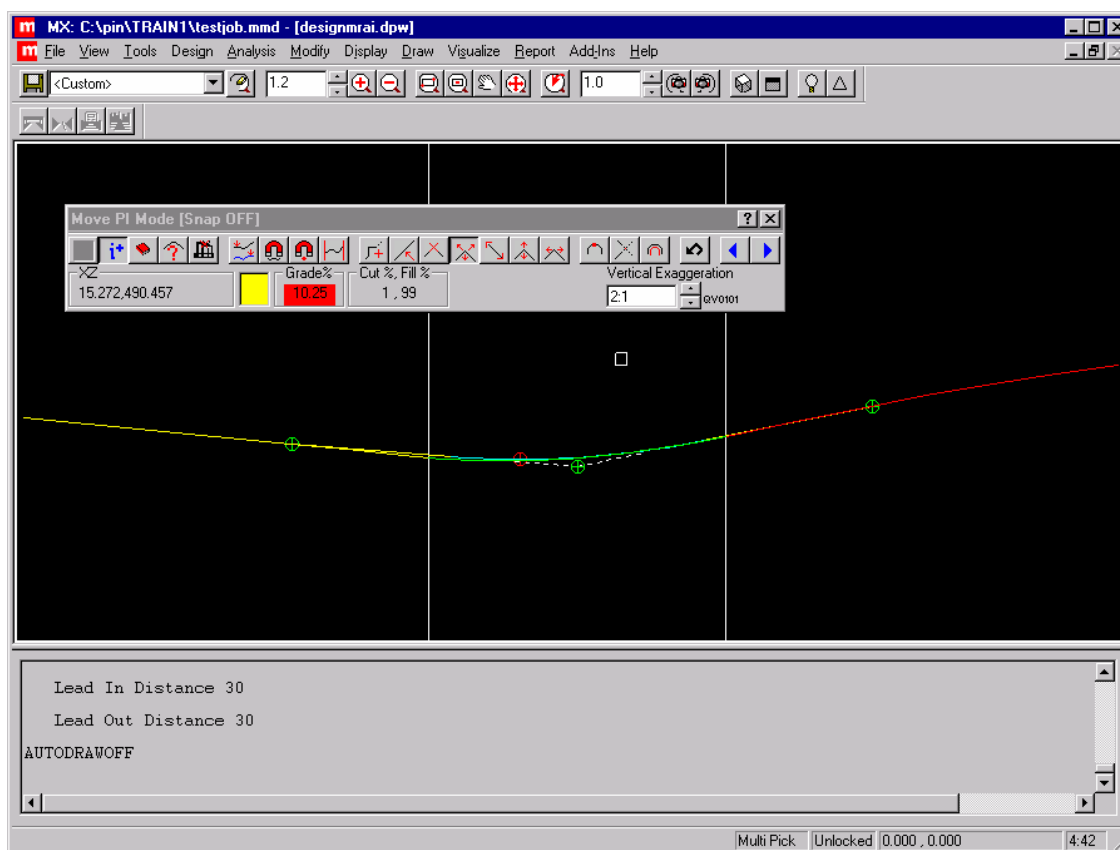 MX: C:\pin\TRAIN1\testjob.mmd - [designmrai.dpw]
File View Tools Design Analysis Modify Display Draw Visualize Report Add-Ins Help
<Custom> 1.2 1.0
Move PI Mode [Snap OFF]
XZ Grade% Cut %, Fill % Vertical Exaggeration
15.272,490.457 10.25 1 , 99 2:1 QV0101
Lead In Distance 30
Lead Out Distance 30
AUTODRAWOFF
Multi Pick Unlocked 0.000 , 0.000 4:42